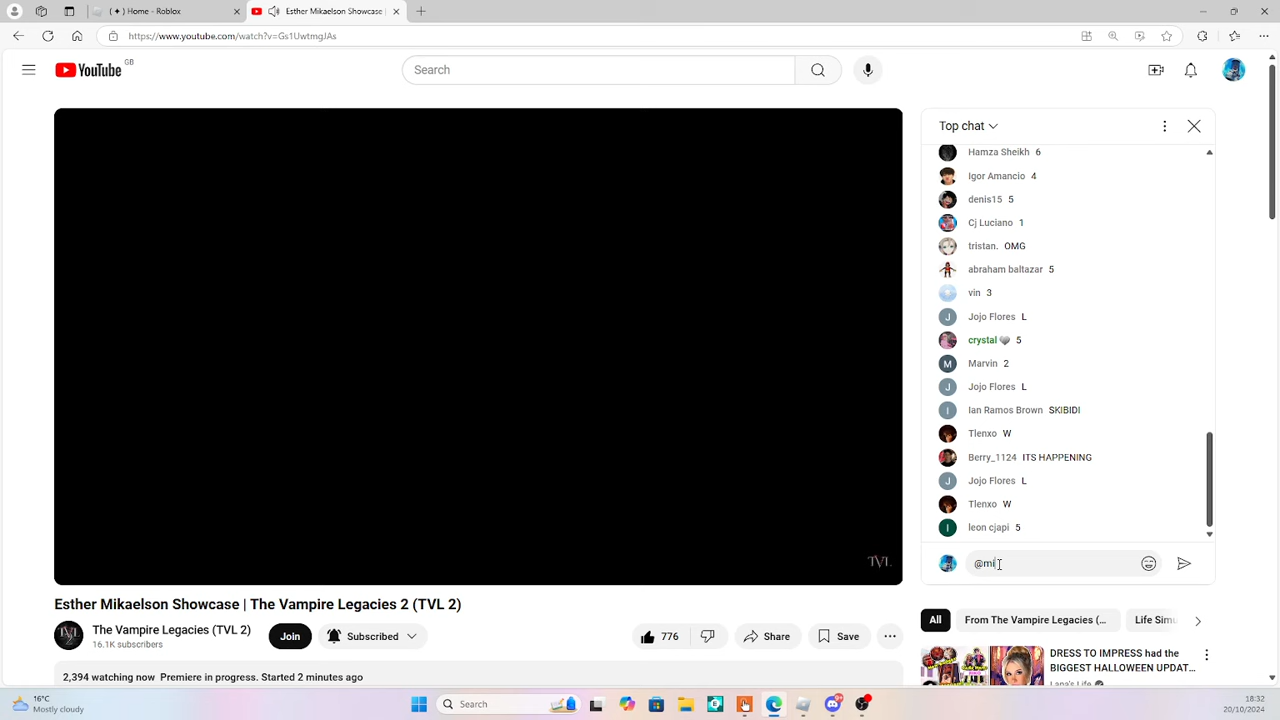 ( ✦ ) Home - Roblox
Esther Mikaelson Showcase |
https://www.youtube.com/watch?v=Gs1UwtmgJAs
YouTube GB
Search
Top chat
Hamza Sheikh 6
Igor Amancio 4
denis15 5
Cj Luciano 1
tristan. OMG
abraham baltazar 5
vin 3
J Jojo Flores L
crystal 🩶 5
M Marvin 2
J Jojo Flores L
I Ian Ramos Brown SKIBIDI
Tlenxo W
Berry_1124 ITS HAPPENING
J Jojo Flores L
Tlenxo W
l leon cjapi 5
@mi
TVL
Esther Mikaelson Showcase | The Vampire Legacies 2 (TVL 2)
TVL
The Vampire Legacies (TVL 2)
16.1K subscribers
Join
Subscribed
776
Share
Save
2,394 watching now Premiere in progress. Started 2 minutes ago
All
From The Vampire Legacies (...
Life Simu
DRESS TO IMPRESS had the
BIGGEST HALLOWEEN UPDAT...
Lana's Life
16°C
Mostly cloudy
Search
18:32
20/10/2024